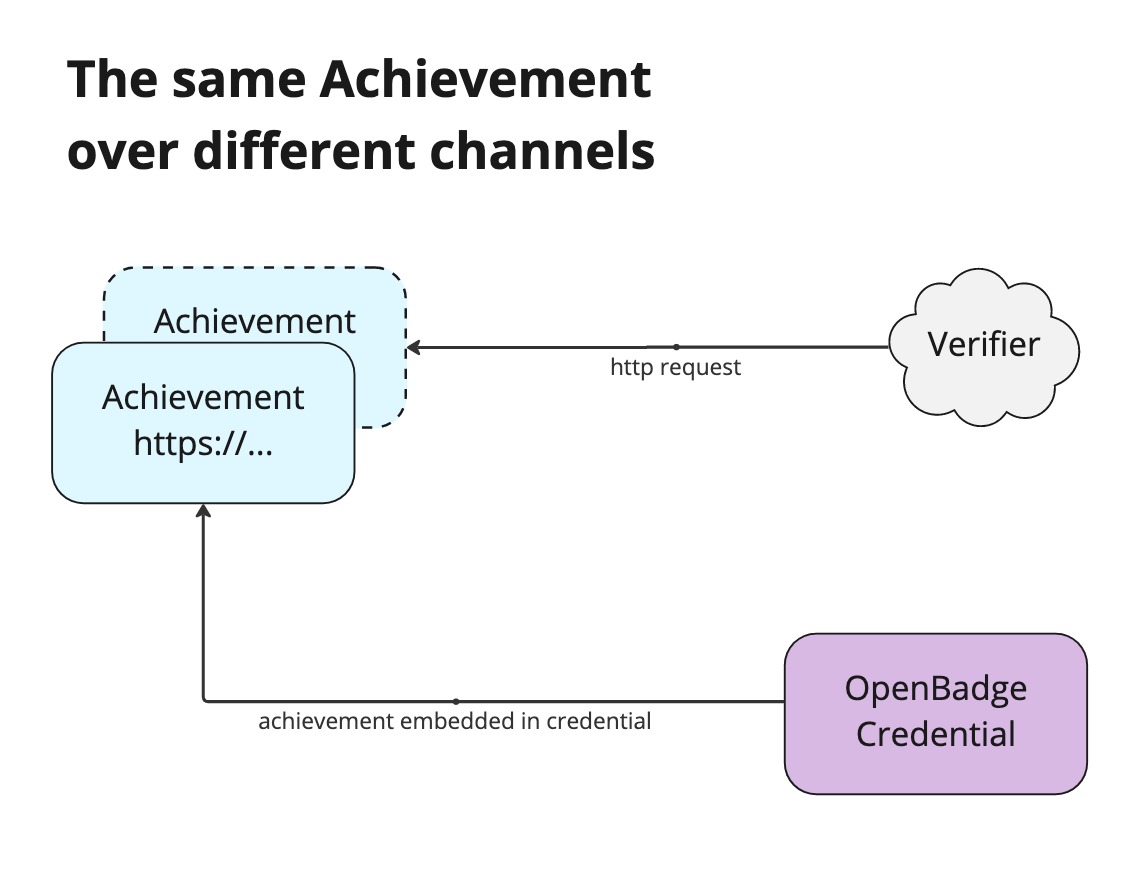 The same Achievement
over different channels
Achievement
Achievement
https://...
http request
Verifier
achievement embedded in credential
OpenBadge
Credential